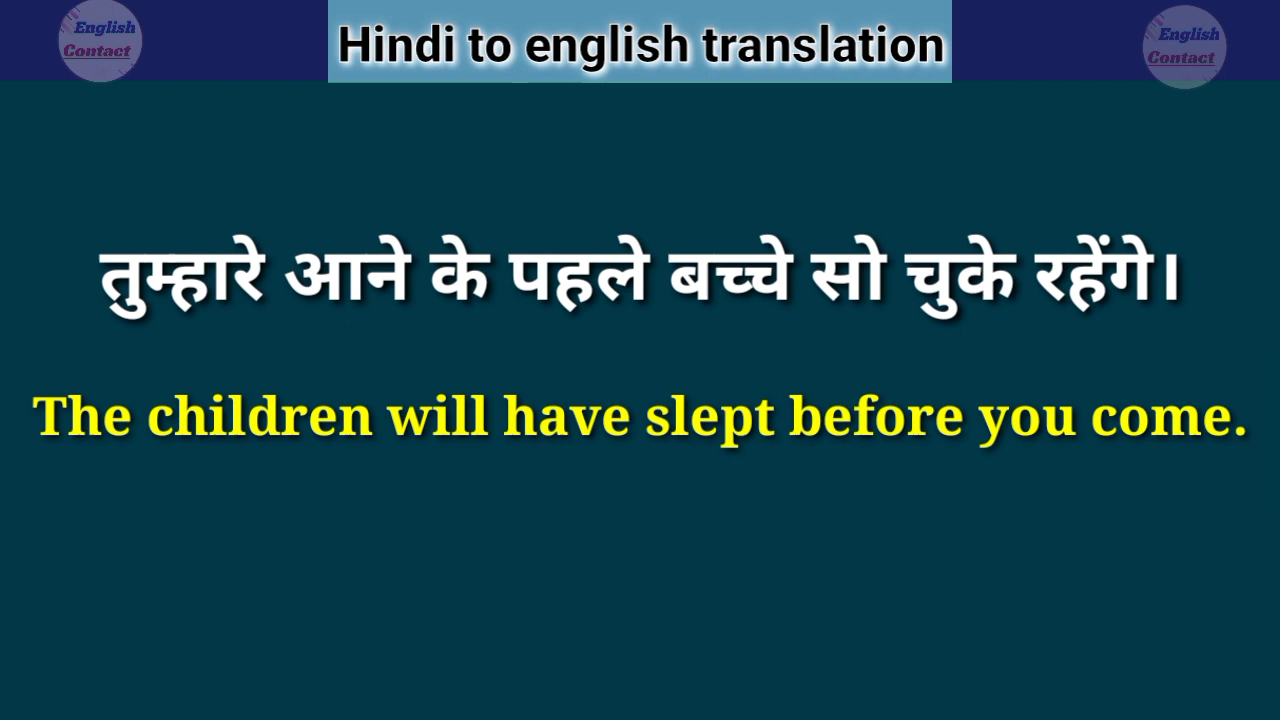 English
Contact
Hindi to english translation
English
Contact
तुम्हारे आने के पहले बच्चे सो चुके रहेंगे।
The children will have slept before you come.